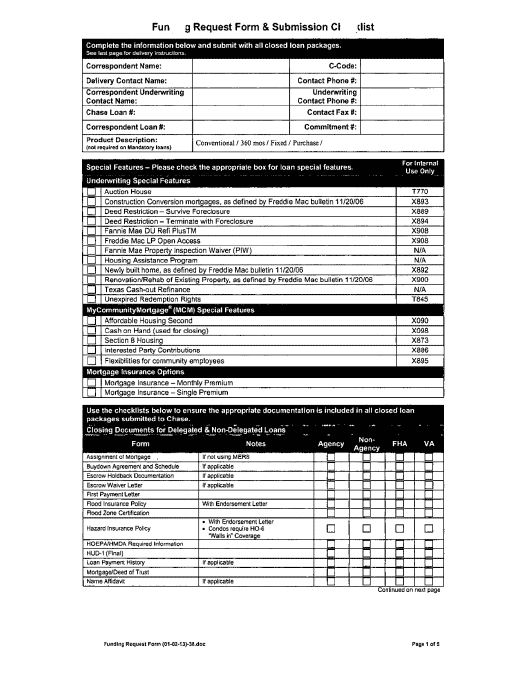 Fun g Request Form & Submission Cl dist
Complete the information below and submit with all closed loan packages.
See last page for delivery instructions.
Correspondent Name: C-Code:
Delivery Contact Name: Contact Phone #:
Correspondent Underwriting Contact Name: Underwriting Contact Phone #:
Chase Loan #: Contact Fax #:
Correspondent Loan #: Commitment #:
Product Description: Conventional / 360 mos / Fixed / Purchase /
(not required on Mandatory loans)
Special Features – Please check the appropriate box for loan special features. For Internal Use Only
Underwriting Special Features
Auction House T770
Construction Conversion mortgages, as defined by Freddie Mac bulletin 11/20/06 X893
Deed Restriction – Survive Foreclosure X889
Deed Restriction – Terminate with Foreclosure X894
Fannie Mae DU Refi PlusTM X908
Freddie Mac LP Open Access X908
Fannie Mae Property Inspection Waiver (PIW) N/A
Housing Assistance Program N/A
Newly built home, as defined by Freddie Mac bulletin 11/20/06 X892
Renovation/Rehab of Existing Property, as defined by Freddie Mac bulletin 11/20/06 X900
Texas Cash-out Refinance N/A
Unexpired Redemption Rights T845
MyCommunityMortgage® (MCM) Special Features
Affordable Housing Second X090
Cash on Hand (used for closing) X098
Section 8 Housing X873
Interested Party Contributions X886
Flexibilities for community employees X895
Mortgage Insurance Options
Mortgage Insurance – Monthly Premium
Mortgage Insurance – Single Premium
Use the checklists below to ensure the appropriate documentation is included in all closed loan
packages submitted to Chase.
Closing Documents for Delegated & Non-Delegated Loans
Form Notes Agency Non-Agency FHA VA
Assignment of Mortgage If not using MERS
Buydown Agreement and Schedule If applicable
Escrow Holdback Documentation If applicable
Escrow Waiver Letter If applicable
First Payment Letter
Flood Insurance Policy With Endorsement Letter
Flood Zone Certification
Hazard Insurance Policy
• With Endorsement Letter
• Condos require HO-6
"Walls in" Coverage
HOEPA/HMDA Required Information
HUD-1 (Final)
Loan Payment History If applicable
Mortgage/Deed of Trust
Name Affidavit If applicable
Continued on next page
Funding Request Form (01-02-13)-38.doc Page 1 of 5